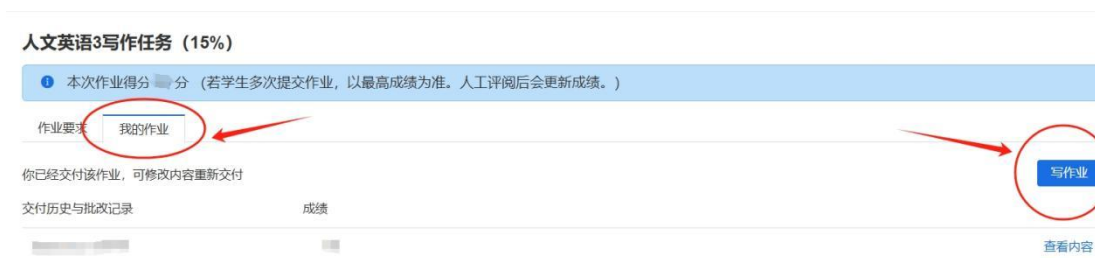 人文英语3写作任务（15%）
本次作业得分 分 （若学生多次提交作业，以最高成绩为准。人工评阅后会更新成绩。）
作业要求 我的作业
你已经交付该作业，可修改内容重新交付 写作业
交付历史与批改记录 成绩
查看内容